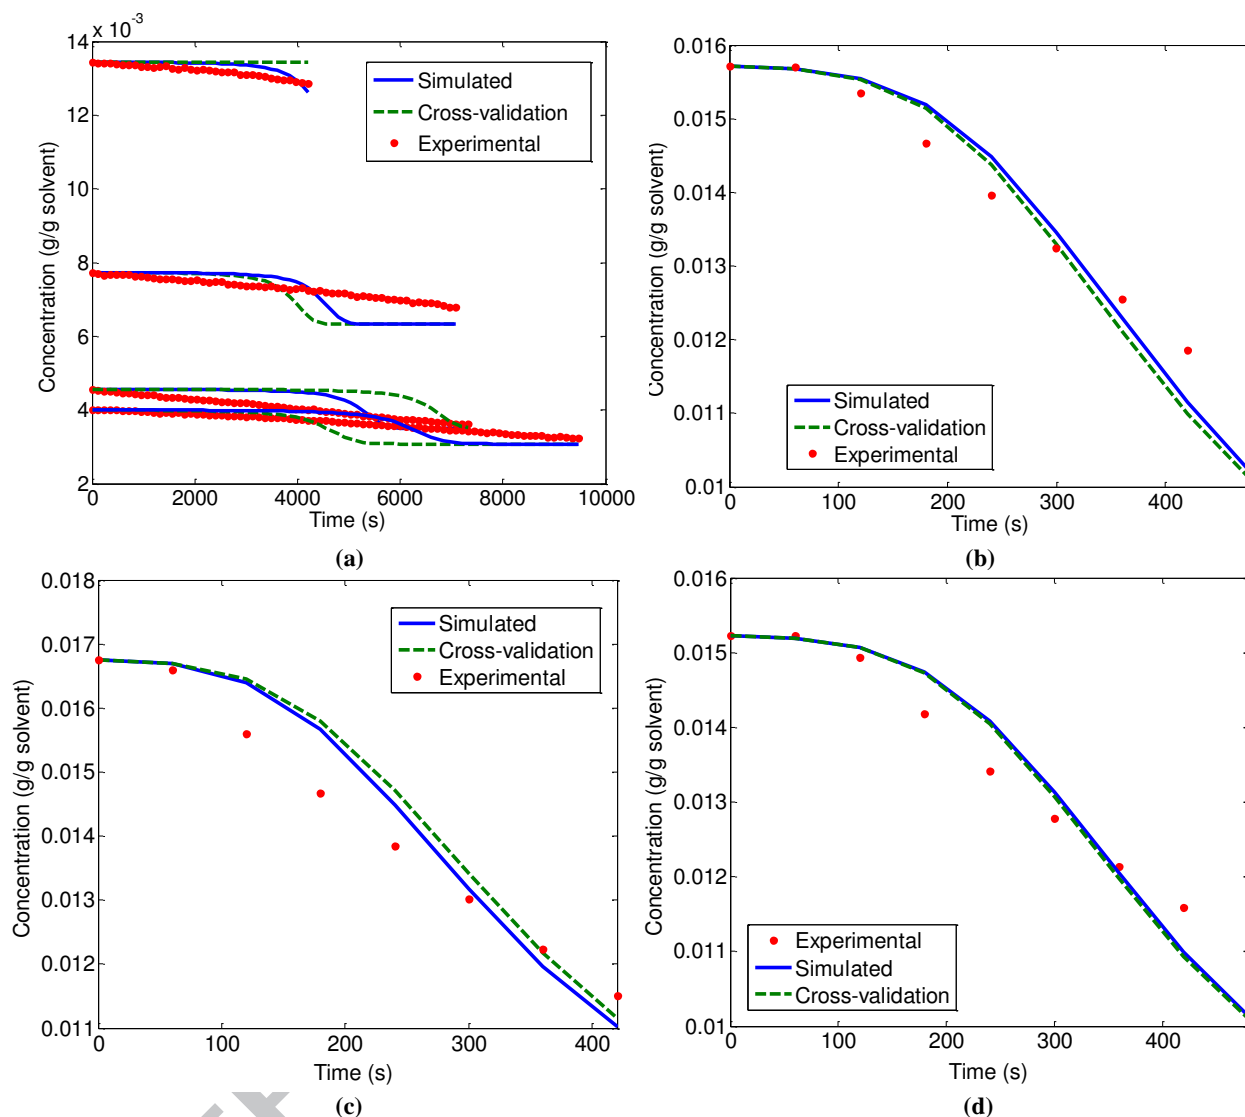 x 10
-3
14
12
10
8
6
4
2
0
2000
4000
6000
8000
10000
Concentration (g/g solvent)
Time (s)
Simulated
Cross-validation
Experimental
(a)
0.016
0.015
0.014
0.013
0.012
0.011
0.01
0
100
200
300
400
Concentration (g/g solvent)
Time (s)
Simulated
Cross-validation
Experimental
(b)
0.018
0.017
0.016
0.015
0.014
0.013
0.012
0.011
0
100
200
300
400
Concentration (g/g solvent)
Time (s)
Simulated
Cross-validation
Experimental
(c)
0.016
0.015
0.014
0.013
0.012
0.011
0.01
0
100
200
300
400
Concentration (g/g solvent)
Time (s)
Experimental
Simulated
Cross-validation
(d)